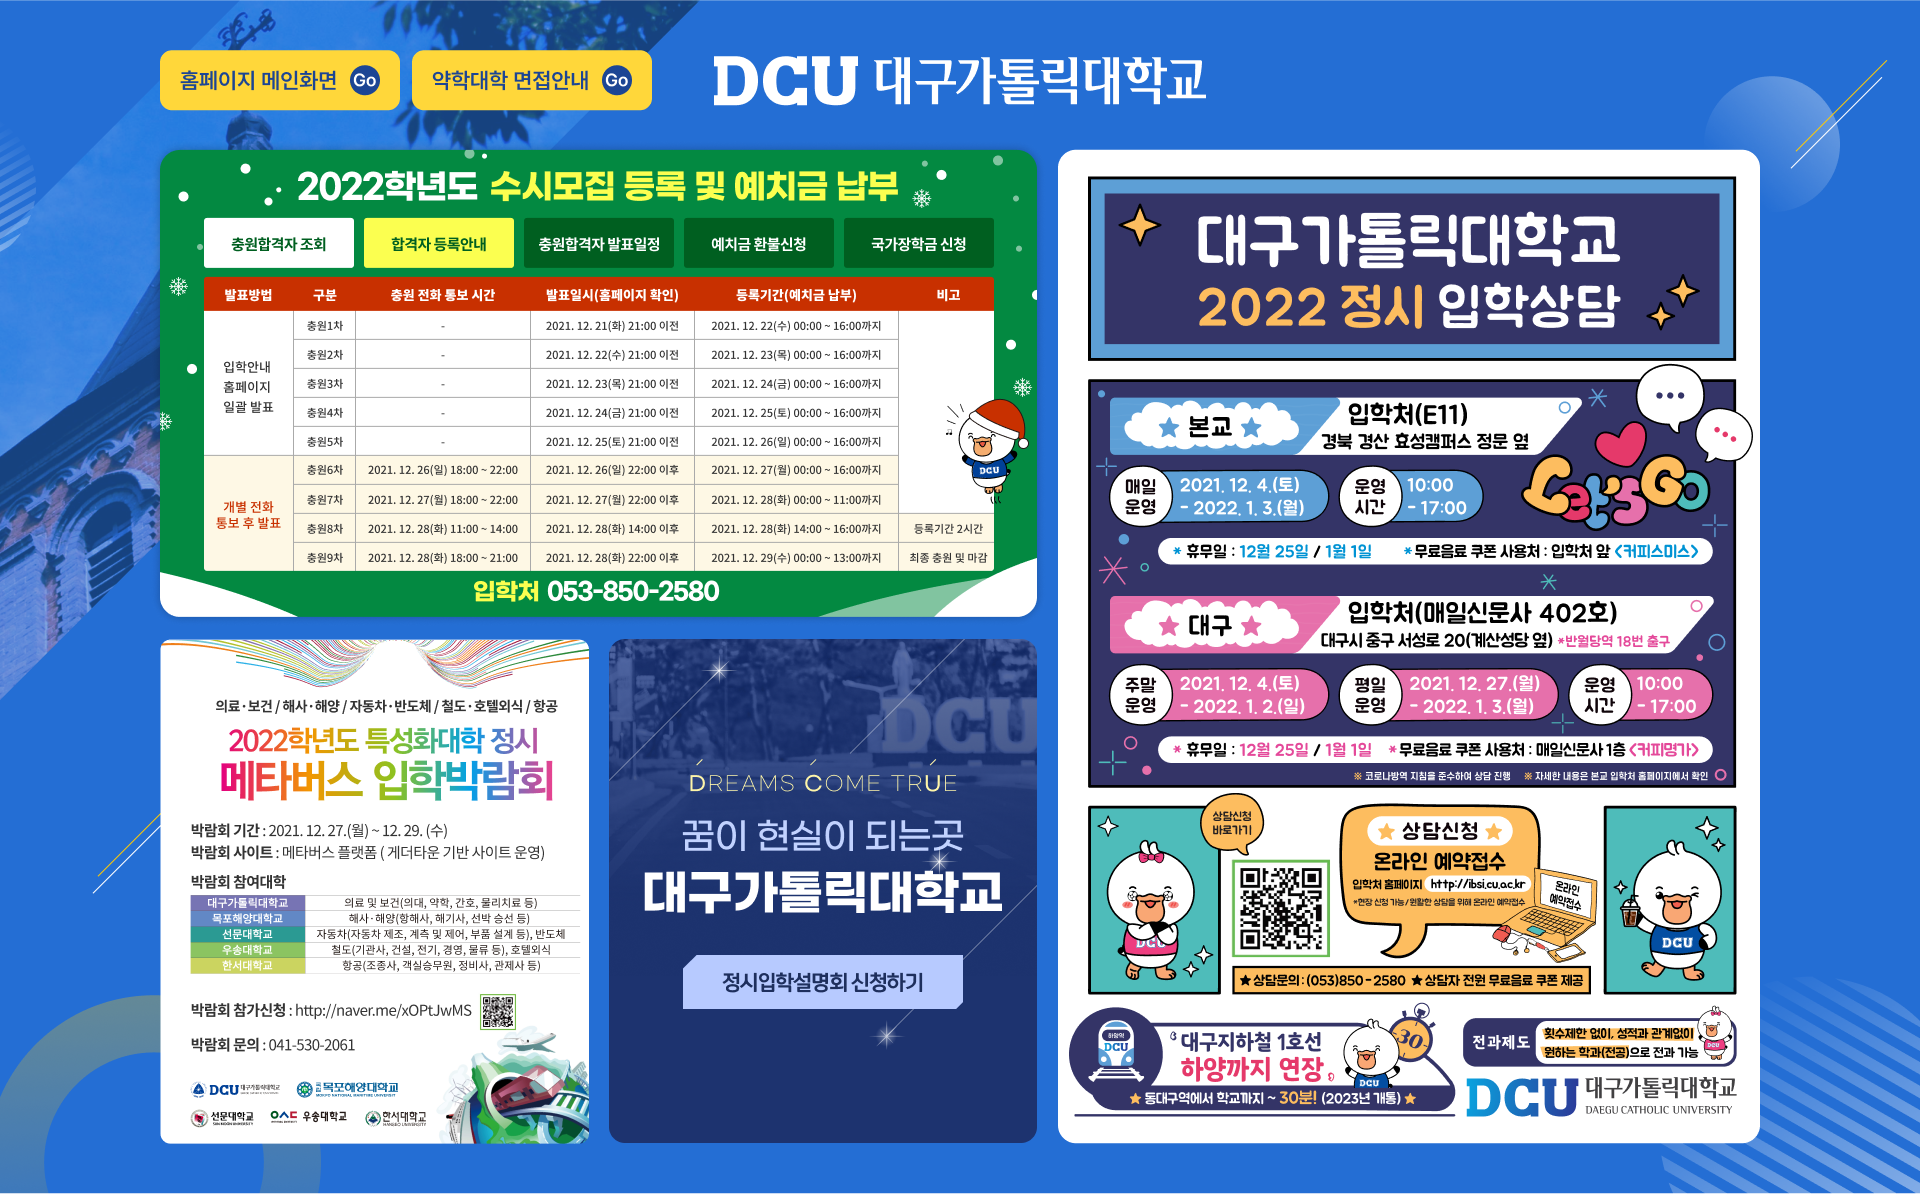 홈페이지 메인화면 Go
약학대학 면접안내 Go
DCU 대구가톨릭대학교
2022학년도 수시모집 등록 및 예치금 납부
충원합격자 조회
합격자 등록안내
충원합격자 발표일정
예치금 환불신청
국가장학금 신청
발표방법 구분 충원 전화 통보 시간 발표일시(홈페이지 확인) 등록기간(예치금 납부) 비고
입학안내
홈페이지
일괄 발표
충원1차 - 2021. 12. 21(화) 21:00 이전 2021. 12. 22(수) 00:00 ~ 16:00까지
충원2차 - 2021. 12. 22(수) 21:00 이전 2021. 12. 23(목) 00:00 ~ 16:00까지
충원3차 - 2021. 12. 23(목) 21:00 이전 2021. 12. 24(금) 00:00 ~ 16:00까지
충원4차 - 2021. 12. 24(금) 21:00 이전 2021. 12. 25(토) 00:00 ~ 16:00까지
충원5차 - 2021. 12. 25(토) 21:00 이전 2021. 12. 26(일) 00:00 ~ 16:00까지
개별 전화
통보 후 발표
충원6차 2021. 12. 26(일) 18:00 ~ 22:00 2021. 12. 26(일) 22:00 이후 2021. 12. 27(월) 00:00 ~ 16:00까지
충원7차 2021. 12. 27(월) 18:00 ~ 22:00 2021. 12. 27(월) 22:00 이후 2021. 12. 28(화) 00:00 ~ 11:00까지
충원8차 2021. 12. 28(화) 11:00 ~ 14:00 2021. 12. 28(화) 14:00 이후 2021. 12. 28(화) 14:00 ~ 16:00까지 등록기간 2시간
충원9차 2021. 12. 28(화) 18:00 ~ 21:00 2021. 12. 28(화) 22:00 이후 2021. 12. 29(수) 00:00 ~ 13:00까지 최종 충원 및 마감
DCU
입학처 053-850-2580
의료·보건 / 해사·해양 / 자동차·반도체 / 철도·호텔외식 / 항공
2022학년도 특성화대학 정시
메타버스 입학박람회
박람회 기간 : 2021. 12. 27.(월) ~ 12. 29. (수)
박람회 사이트 : 메타버스 플랫폼 ( 게더타운 기반 사이트 운영)
박람회 참여대학
대구가톨릭대학교 의료 및 보건(의대, 약학, 간호, 물리치료 등)
목포해양대학교 해사·해양(항해사, 해기사, 선박 승선 등)
선문대학교 자동차(자동차 제조, 계측 및 제어, 부품 설계 등), 반도체
우송대학교 철도(기관사, 건설, 전기, 경영, 물류 등), 호텔외식
한서대학교 항공(조종사, 객실승무원, 정비사, 관제사 등)
박람회 참가신청 : http://naver.me/xOPtJwMS
박람회 문의 : 041-530-2061
DCU 대구가톨릭대학교
목포해양대학교
선문대학교
우송대학교
한서대학교
DCU
DREAMS COME TRUE
꿈이 현실이 되는곳
대구가톨릭대학교
정시입학설명회 신청하기
대구가톨릭대학교
2022 정시 입학상담
본교
입학처(E11)
경북 경산 효성캠퍼스 정문 옆
매일
운영
2021. 12. 4.(토)
- 2022. 1. 3.(월)
운영
시간
10:00
- 17:00
Let's Go
* 휴무일 : 12월 25일 / 1월 1일 * 무료음료 쿠폰 사용처 : 입학처 앞 <커피스미스>
대구
입학처(매일신문사 402호)
대구시 중구 서성로 20(계산성당 옆) *반월당역 18번 출구
주말
운영
2021. 12. 4.(토)
- 2022. 1. 2.(일)
평일
운영
2021. 12. 27.(월)
- 2022. 1. 3.(월)
운영
시간
10:00
- 17:00
* 휴무일 : 12월 25일 / 1월 1일 * 무료음료 쿠폰 사용처 : 매일신문사 1층 <커피명가>
※ 코로나방역 지침을 준수하여 상담 진행 ※ 자세한 내용은 본교 입학처 홈페이지에서 확인
상담신청
바로가기
상담신청
온라인 예약접수
입학처 홈페이지 http://ibsi.cu.ac.kr
*현장 신청 가능 / 원활한 상담을 위해 온라인 예약접수
온라인
예약접수
DCU
DCU
★ 상담문의 : (053)850 - 2580 ★ 상담자 전원 무료음료 쿠폰 제공
하양역
DCU
대구지하철 1호선
하양까지 연장
30
DCU
★ 동대구역에서 학교까지 ~ 30분! (2023년 개통) ★
전과제도
횟수제한 없이, 성적과 관계없이
원하는 학과(전공)으로 전과 가능
DCU
DCU 대구가톨릭대학교
DAEGU CATHOLIC UNIVERSITY